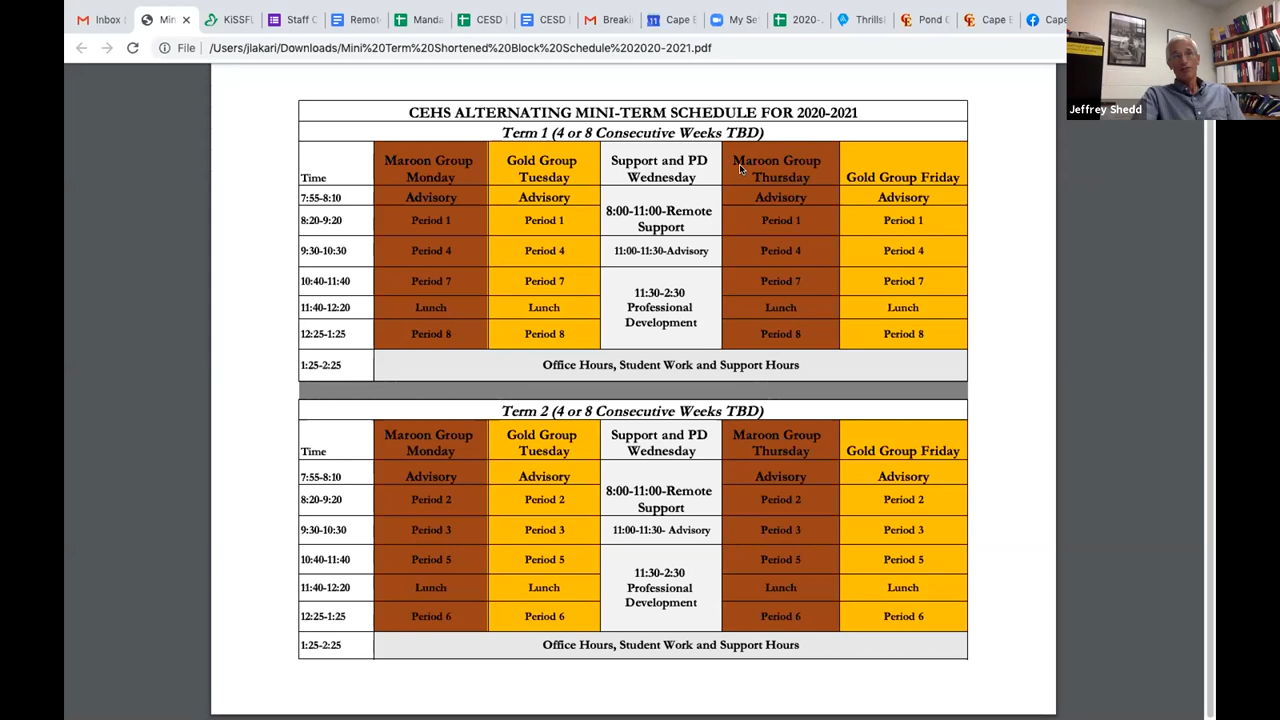 Inbox
Min
KiSSF
Staff C
Remot
Manda
CESD
CESD
Breaki
Cape E
My Se
2020-
Thrills
Pond C
Cape E
Cape
File /Users/jlakari/Downloads/Mini%20Term%20Shortened%20Block%20Schedule%202020-2021.pdf
Jeffrey Shedd
CEHS ALTERNATING MINI-TERM SCHEDULE FOR 2020-2021
Term 1 (4 or 8 Consecutive Weeks TBD)
Time
Maroon Group Monday
Gold Group Tuesday
Support and PD Wednesday
Maroon Group Thursday
Gold Group Friday
7:55-8:10 Advisory Advisory Advisory Advisory
8:00-11:00-Remote Support
8:20-9:20 Period 1 Period 1 Period 1 Period 1
9:30-10:30 Period 4 Period 4 11:00-11:30-Advisory Period 4 Period 4
10:40-11:40 Period 7 Period 7 Period 7 Period 7
11:30-2:30 Professional Development
11:40-12:20 Lunch Lunch Lunch Lunch
12:25-1:25 Period 8 Period 8 Period 8 Period 8
1:25-2:25 Office Hours, Student Work and Support Hours
Term 2 (4 or 8 Consecutive Weeks TBD)
Time
Maroon Group Monday
Gold Group Tuesday
Support and PD Wednesday
Maroon Group Thursday
Gold Group Friday
7:55-8:10 Advisory Advisory Advisory Advisory
8:00-11:00-Remote Support
8:20-9:20 Period 2 Period 2 Period 2 Period 2
9:30-10:30 Period 3 Period 3 11:00-11:30- Advisory Period 3 Period 3
10:40-11:40 Period 5 Period 5 Period 5 Period 5
11:30-2:30 Professional Development
11:40-12:20 Lunch Lunch Lunch Lunch
12:25-1:25 Period 6 Period 6 Period 6 Period 6
1:25-2:25 Office Hours, Student Work and Support Hours